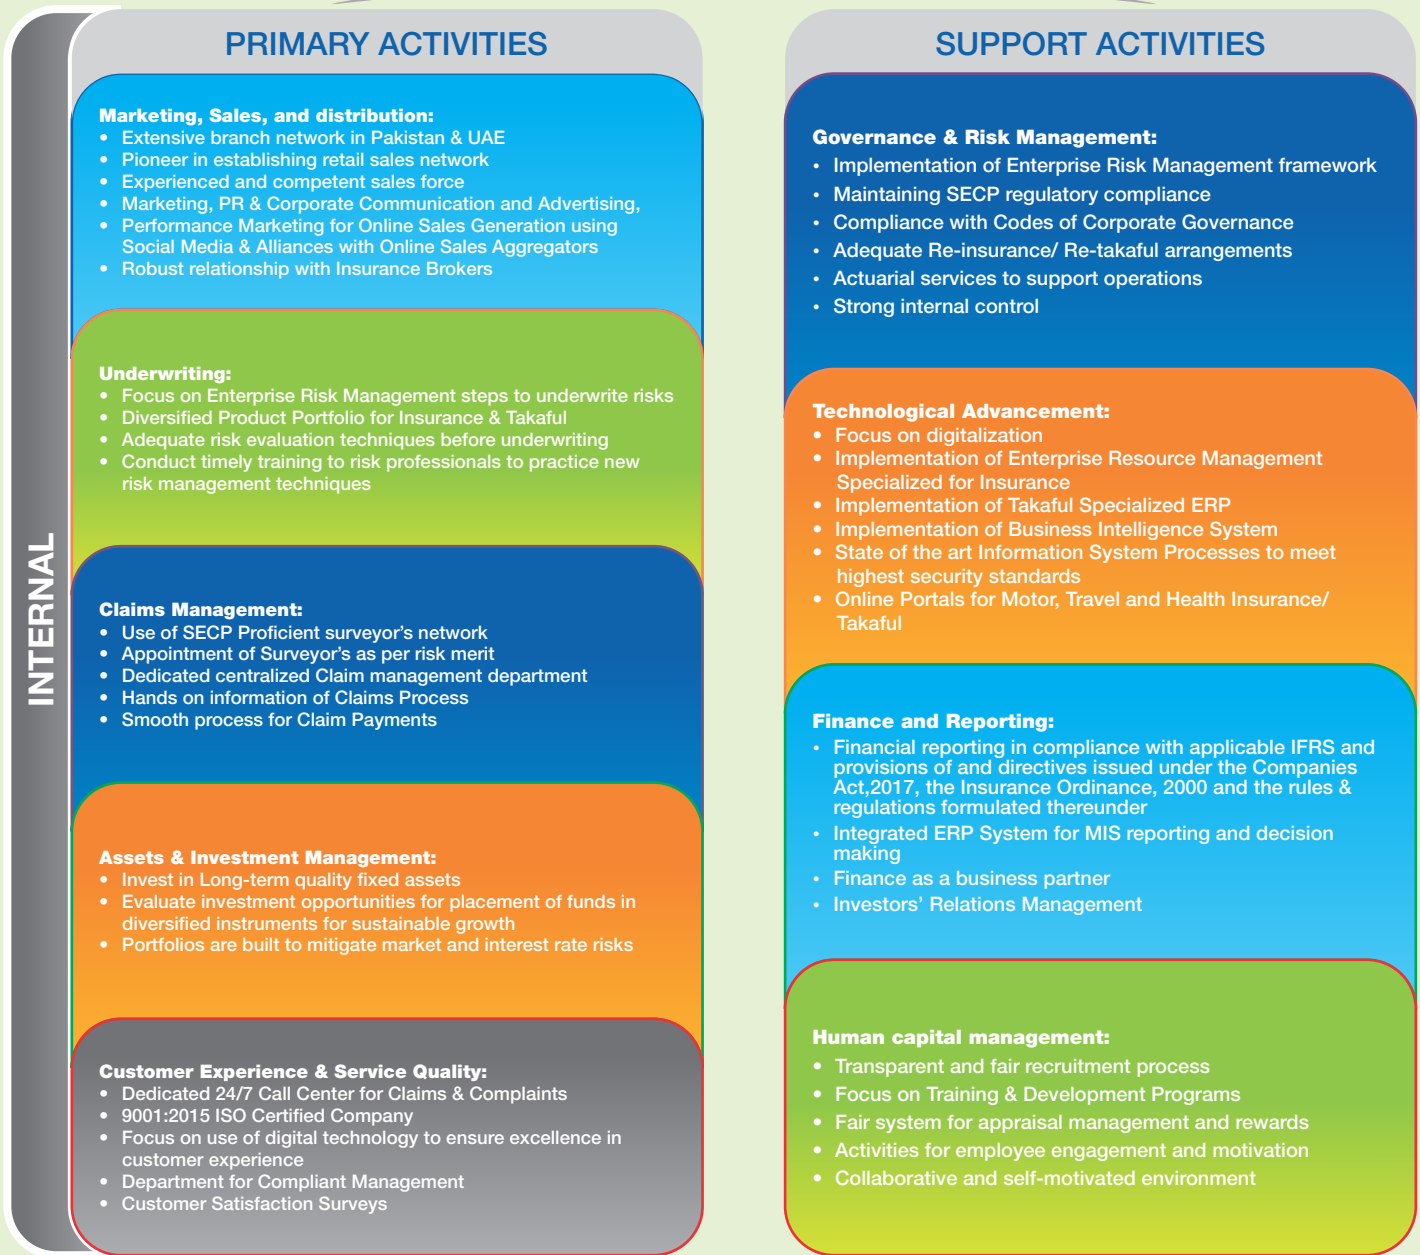 INTERNAL
PRIMARY ACTIVITIES
Marketing, Sales, and distribution:
• Extensive branch network in Pakistan & UAE
• Pioneer in establishing retail sales network
• Experienced and competent sales force
• Marketing, PR & Corporate Communication and Advertising,
• Performance Marketing for Online Sales Generation using
Social Media & Alliances with Online Sales Aggregators
• Robust relationship with Insurance Brokers
Underwriting:
• Focus on Enterprise Risk Management steps to underwrite risks
• Diversified Product Portfolio for Insurance & Takaful
• Adequate risk evaluation techniques before underwriting
• Conduct timely training to risk professionals to practice new
risk management techniques
Claims Management:
• Use of SECP Proficient surveyor's network
• Appointment of Surveyor's as per risk merit
• Dedicated centralized Claim management department
• Hands on information of Claims Process
• Smooth process for Claim Payments
Assets & Investment Management:
• Invest in Long-term quality fixed assets
• Evaluate investment opportunities for placement of funds in
diversified instruments for sustainable growth
• Portfolios are built to mitigate market and interest rate risks
Customer Experience & Service Quality:
• Dedicated 24/7 Call Center for Claims & Complaints
• 9001:2015 ISO Certified Company
• Focus on use of digital technology to ensure excellence in
customer experience
• Department for Compliant Management
• Customer Satisfaction Surveys
SUPPORT ACTIVITIES
Governance & Risk Management:
• Implementation of Enterprise Risk Management framework
• Maintaining SECP regulatory compliance
• Compliance with Codes of Corporate Governance
• Adequate Re-insurance/ Re-takaful arrangements
• Actuarial services to support operations
• Strong internal control
Technological Advancement:
• Focus on digitalization
• Implementation of Enterprise Resource Management
Specialized for Insurance
• Implementation of Takaful Specialized ERP
• Implementation of Business Intelligence System
• State of the art Information System Processes to meet
highest security standards
• Online Portals for Motor, Travel and Health Insurance/
Takaful
Finance and Reporting:
• Financial reporting in compliance with applicable IFRS and
provisions of and directives issued under the Companies
Act,2017, the Insurance Ordinance, 2000 and the rules &
regulations formulated thereunder
• Integrated ERP System for MIS reporting and decision
making
• Finance as a business partner
• Investors' Relations Management
Human capital management:
• Transparent and fair recruitment process
• Focus on Training & Development Programs
• Fair system for appraisal management and rewards
• Activities for employee engagement and motivation
• Collaborative and self-motivated environment